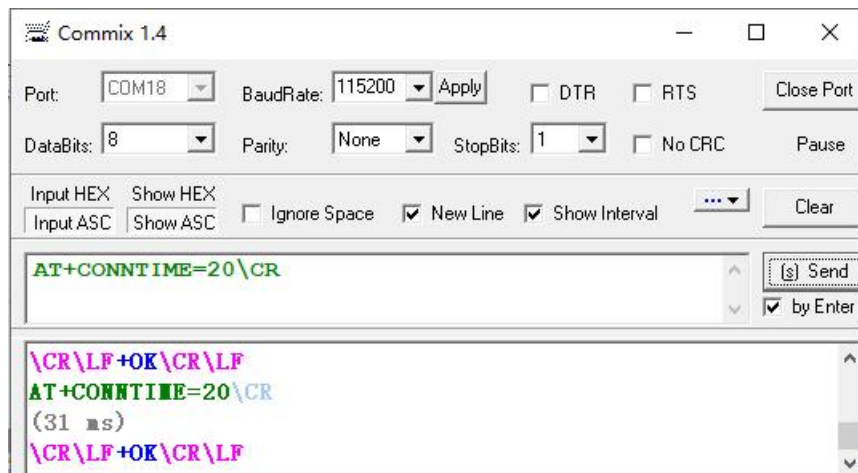 Commix 1.4
Port: COM18 BaudRate: 115200 Apply DTR RTS Close Port
DataBits: 8 Parity: None StopBits: 1 No CRC Pause
Input HEX Show HEX
Input ASC Show ASC Ignore Space New Line Show Interval ... Clear
AT+CONNTIME=20\CR (s) Send
by Enter
\CR\LF+OK\CR\LF
AT+CONNTIME=20\CR
(31 ms)
\CR\LF+OK\CR\LF